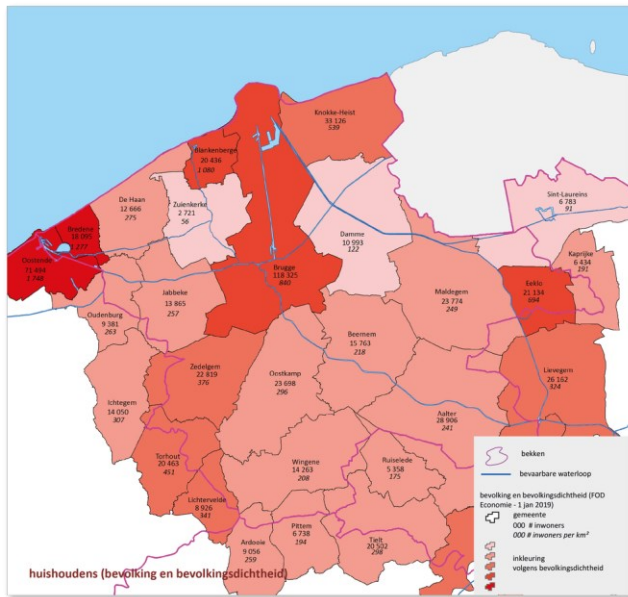 Knokke-Heist
33 126
539
Blankenberge
20 436
1 080
De Haan
12 666
275
Zuienkerke
2 721
56
Sint-Laureins
6 783
91
Bredene
18 095
1 277
Damme
10 993
122
Oostende
71 494
1 748
Brugge
118 325
840
Kaprijke
6 434
191
Jabbeke
13 865
257
Maldegem
23 774
249
Eeklo
21 134
694
Oudenburg
9 381
263
Beernem
15 763
218
Zedelgem
22 819
376
Oostkamp
23 698
296
Lievegem
26 162
324
Ichtegem
14 050
307
Aalter
28 906
241
Torhout
20 463
451
Wingene
14 263
208
Ruiselede
5 358
175
Lichtervelde
8 926
341
Pittem
6 738
194
Ardooie
9 056
259
Tielt
20 502
298
bekken
bevaarbare waterloop
bevolking en bevolkingsdichtheid (FOD
Economie - 1 jan 2019)
gemeente
000 # inwoners
000 # inwoners per km²
inkleuring
volgens bevolkingsdichtheid
huishoudens (bevolking en bevolkingsdichtheid)